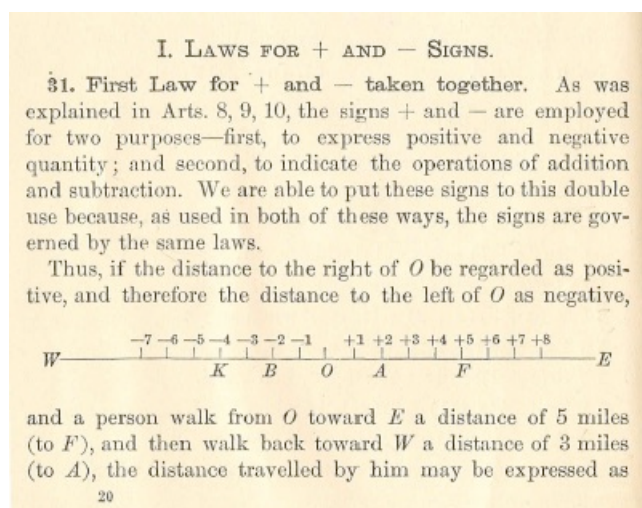 I. LAWS FOR + AND − SIGNS.
31. First Law for + and − taken together. As was
explained in Arts. 8, 9, 10, the signs + and − are employed
for two purposes—first, to express positive and negative
quantity; and second, to indicate the operations of addition
and subtraction. We are able to put these signs to this double
use because, as used in both of these ways, the signs are gov-
erned by the same laws.
Thus, if the distance to the right of O be regarded as posi-
tive, and therefore the distance to the left of O as negative,
−7 −6 −5 −4 −3 −2 −1 +1 +2 +3 +4 +5 +6 +7 +8
W E
K B O A F
and a person walk from O toward E a distance of 5 miles
(to F), and then walk back toward W a distance of 3 miles
(to A), the distance travelled by him may be expressed as
20